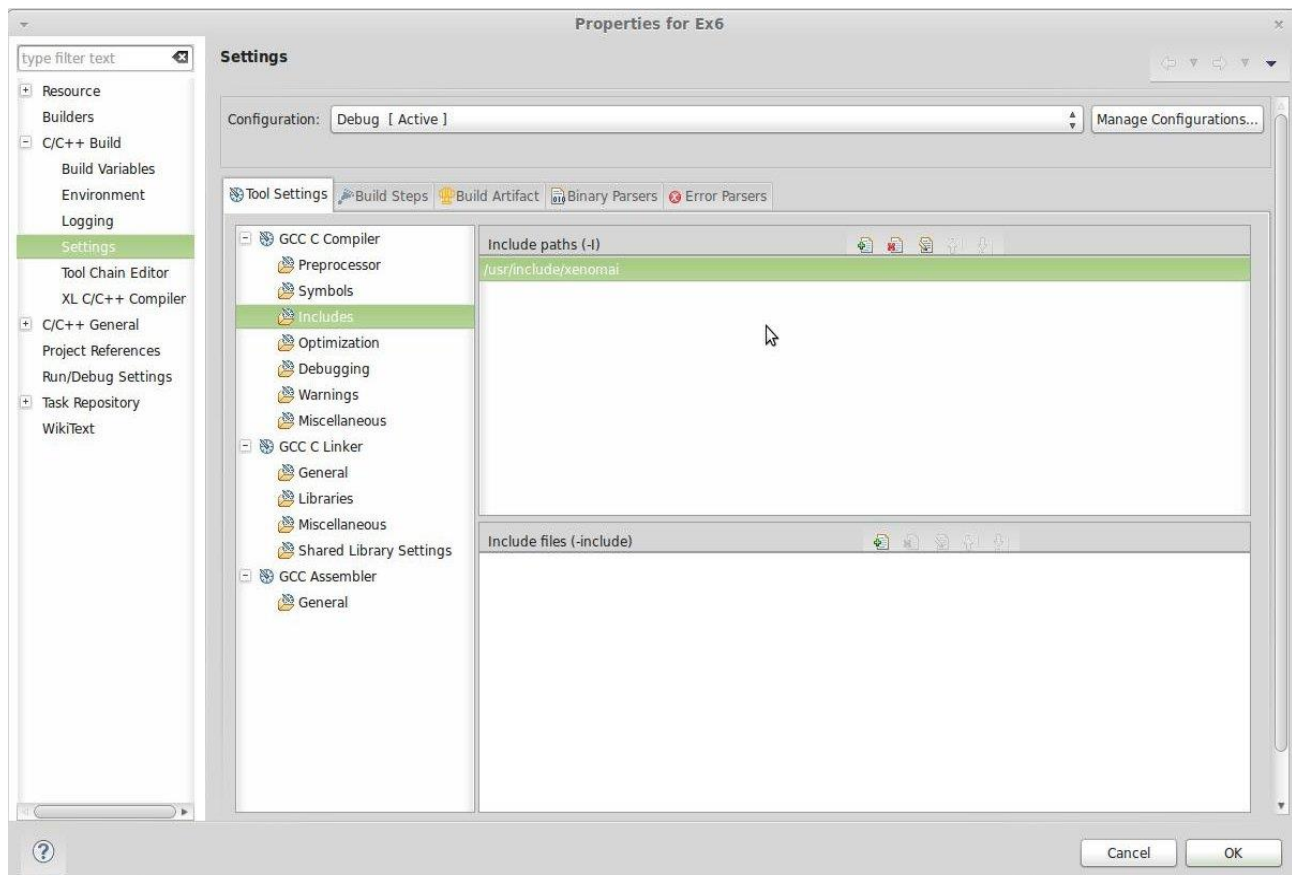 Properties for Ex6
type filter text
Resource
Builders
C/C++ Build
Build Variables
Environment
Logging
Settings
Tool Chain Editor
XL C/C++ Compiler
C/C++ General
Project References
Run/Debug Settings
Task Repository
WikiText
Settings
Configuration:
Debug [ Active ]
Manage Configurations...
Tool Settings
Build Steps
Build Artifact
Binary Parsers
Error Parsers
GCC C Compiler
Preprocessor
Symbols
Includes
Optimization
Debugging
Warnings
Miscellaneous
GCC C Linker
General
Libraries
Miscellaneous
Shared Library Settings
GCC Assembler
General
Include paths (-I)
/usr/include/xenomai
Include files (-include)
Cancel
OK